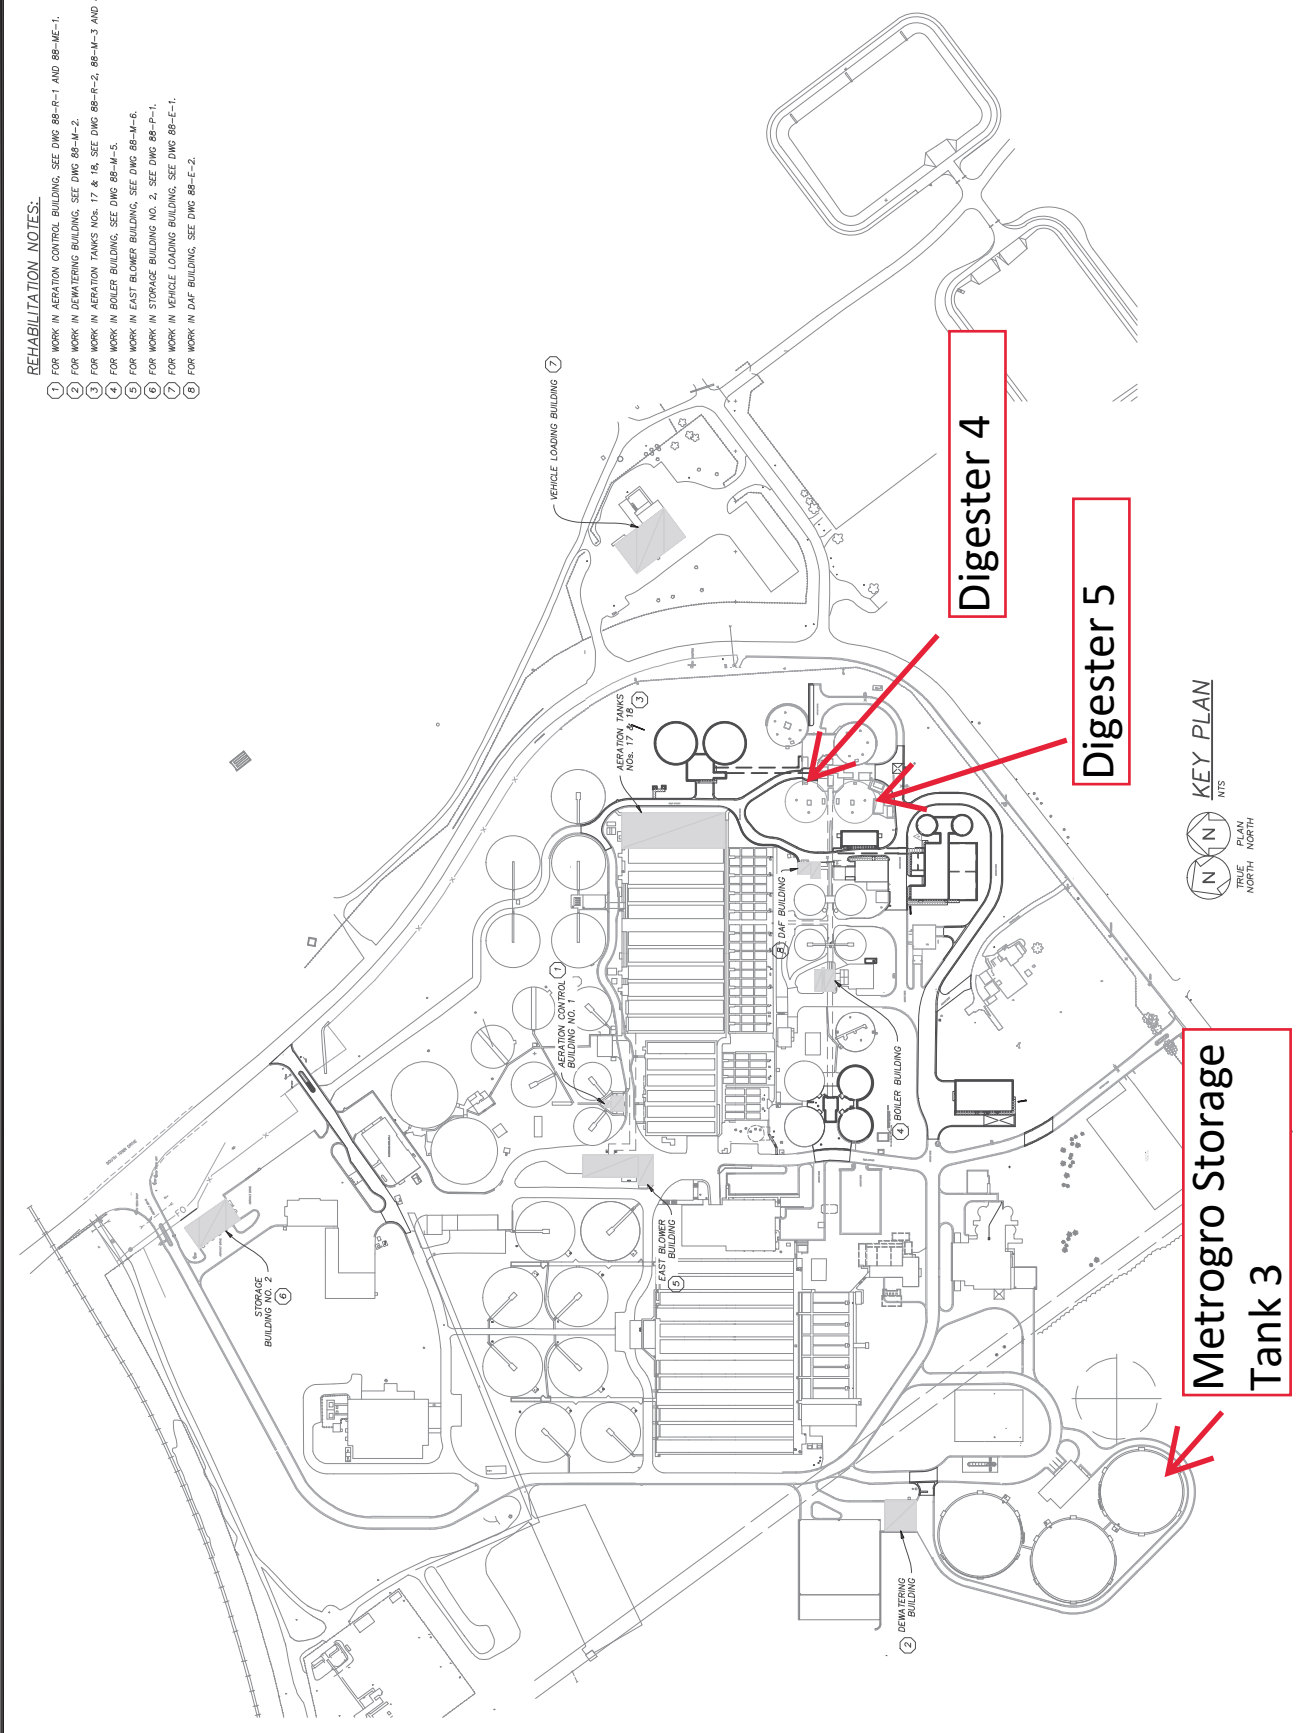 REHABILITATION NOTES:
1 FOR WORK IN AERATION CONTROL BUILDING, SEE DWG 88-R-1 AND 88-ME-1.
2 FOR WORK IN DEWATERING BUILDING, SEE DWG 88-M-2.
3 FOR WORK IN AERATION TANKS NOs. 17 & 18, SEE DWG 88-R-2, 88-M-3 AND
4 FOR WORK IN BOILER BUILDING, SEE DWG 88-M-5.
5 FOR WORK IN EAST BLOWER BUILDING, SEE DWG 88-M-6.
6 FOR WORK IN STORAGE BUILDING NO. 2, SEE DWG 88-P-1.
7 FOR WORK IN VEHICLE LOADING BUILDING, SEE DWG 88-E-1.
8 FOR WORK IN DAF BUILDING, SEE DWG 88-E-2.
VEHICLE LOADING BUILDING 7
AERATION TANKS
NOs. 17 & 18 3
AERATION CONTROL 1
BUILDING NO. 1
8 DAF BUILDING
4 BOILER BUILDING
EAST BLOWER
BUILDING
5
STORAGE
BUILDING NO. 2
6
2 DEWATERING
BUILDING
FO
Digester 4
Digester 5
Metrogro Storage
Tank 3
N N
TRUE
NORTH
PLAN
NORTH
KEY PLAN
NTS